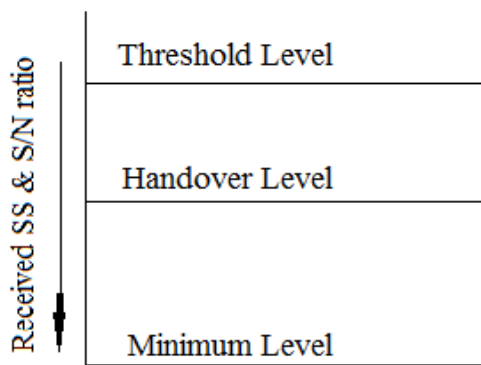 Threshold Level
Handover Level
Minimum Level
Received SS & S/N ratio